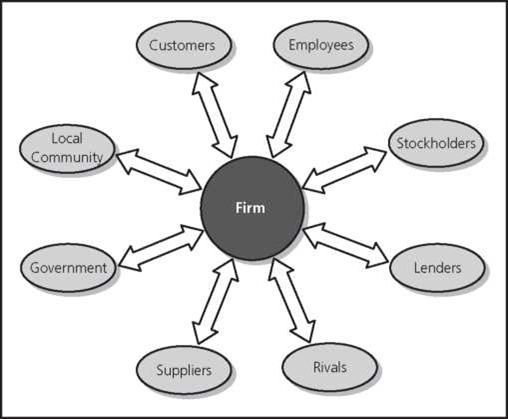 Customers
Employees
Local
Community
Stockholders
Firm
Government
Lenders
Suppliers
Rivals